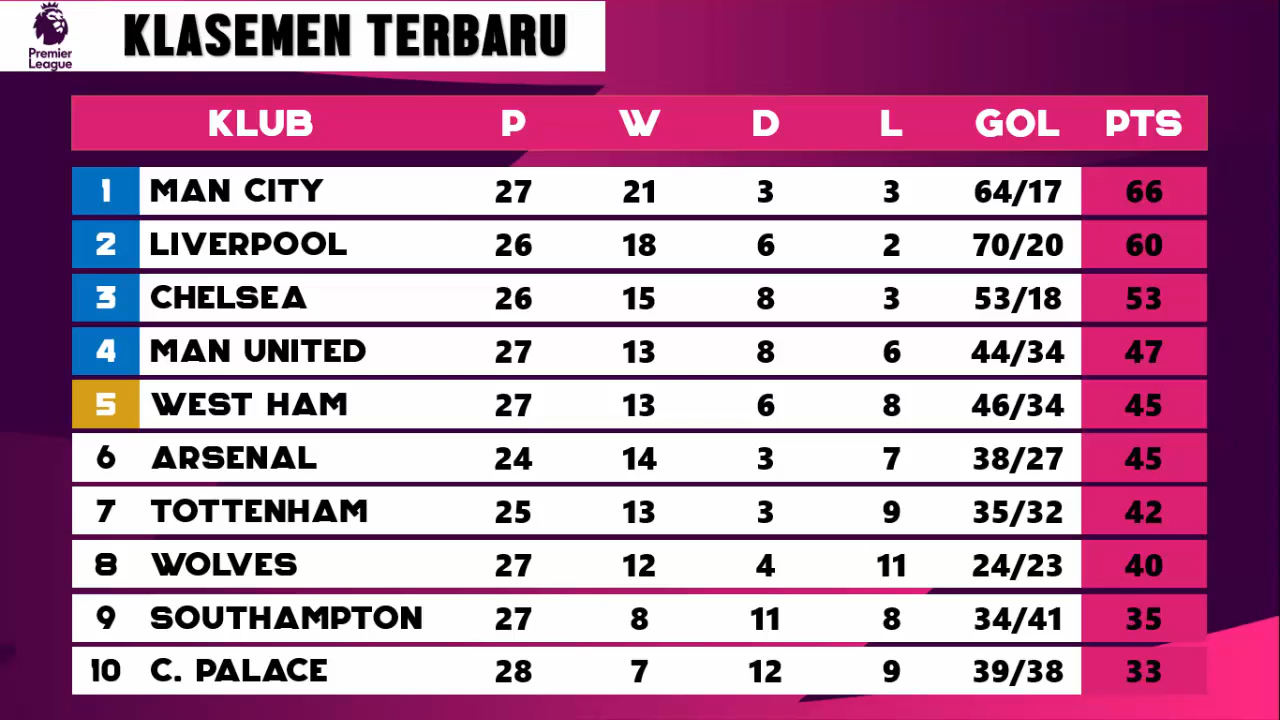 Premier League
KLASEMEN TERBARU
KLUB P W D L GOL PTS
1 MAN CITY 27 21 3 3 64/17 66
2 LIVERPOOL 26 18 6 2 70/20 60
3 CHELSEA 26 15 8 3 53/18 53
4 MAN UNITED 27 13 8 6 44/34 47
5 WEST HAM 27 13 6 8 46/34 45
6 ARSENAL 24 14 3 7 38/27 45
7 TOTTENHAM 25 13 3 9 35/32 42
8 WOLVES 27 12 4 11 24/23 40
9 SOUTHAMPTON 27 8 11 8 34/41 35
10 C. PALACE 28 7 12 9 39/38 33